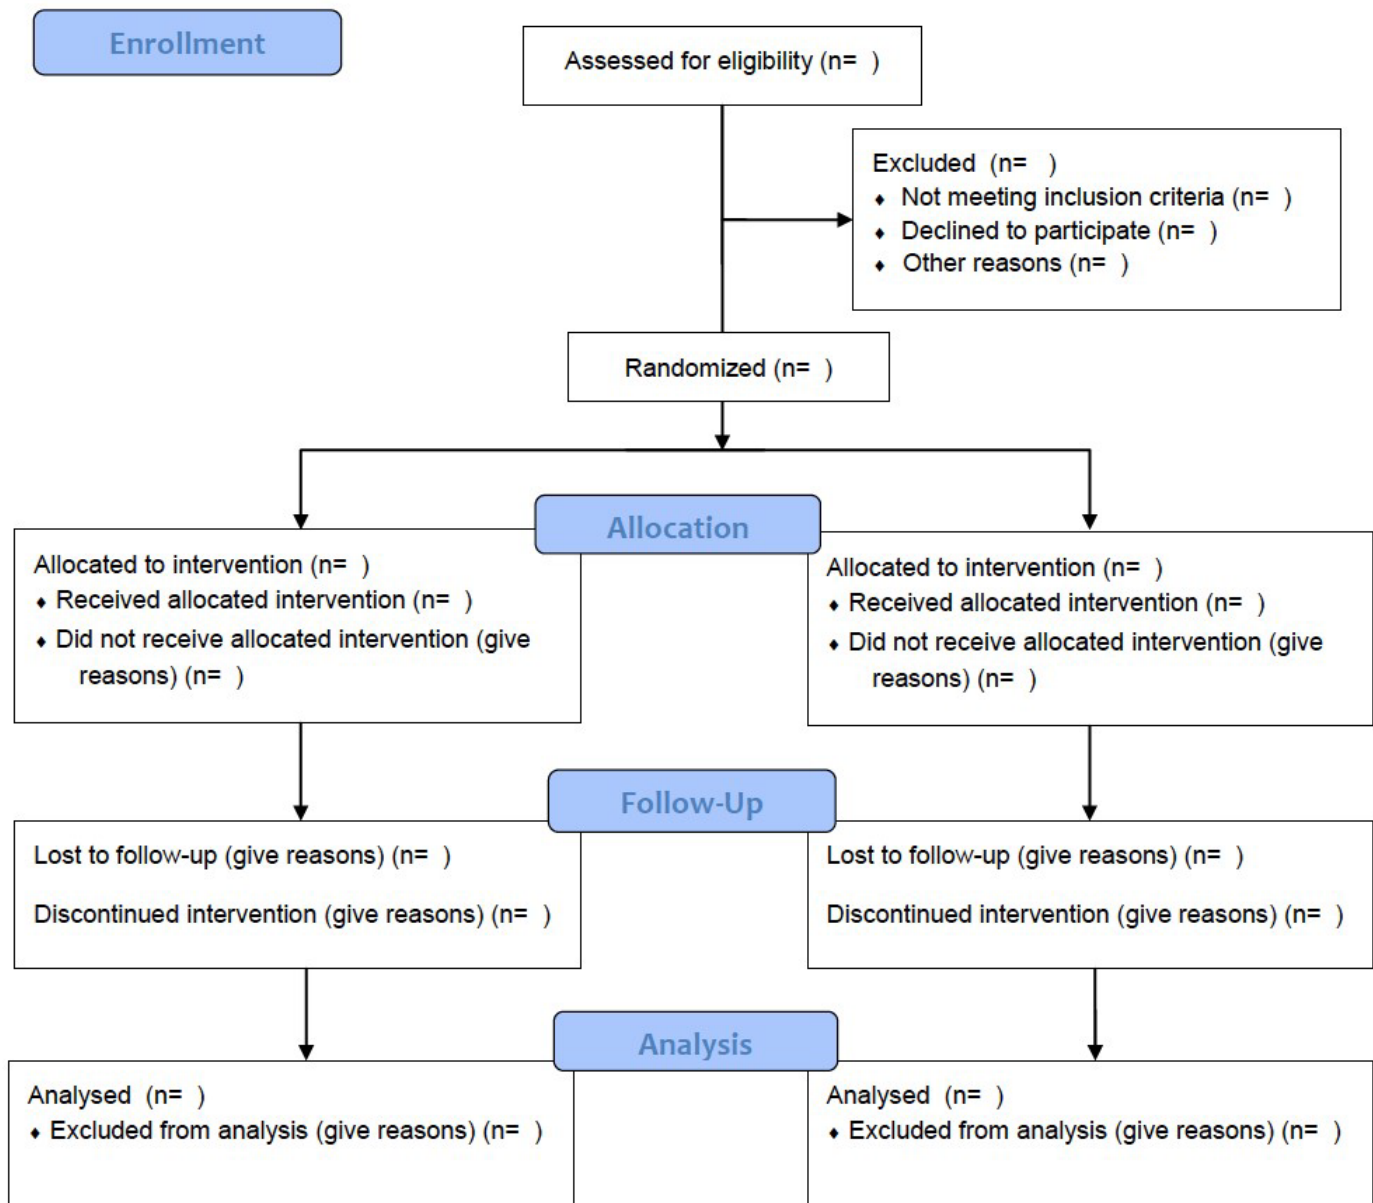 Enrollment
Assessed for eligibility (n=  )
Excluded  (n=   )
♦ Not meeting inclusion criteria (n=  )
♦ Declined to participate (n=  )
♦ Other reasons (n=  )
Randomized (n=  )
Allocation
Allocated to intervention (n=  )
♦ Received allocated intervention (n=  )
♦ Did not receive allocated intervention (give
reasons) (n=  )
Allocated to intervention (n=  )
♦ Received allocated intervention (n=  )
♦ Did not receive allocated intervention (give
reasons) (n=  )
Follow-Up
Lost to follow-up (give reasons) (n=  )
Discontinued intervention (give reasons) (n=  )
Lost to follow-up (give reasons) (n=  )
Discontinued intervention (give reasons) (n=  )
Analysis
Analysed  (n=  )
♦ Excluded from analysis (give reasons) (n=  )
Analysed  (n=  )
♦ Excluded from analysis (give reasons) (n=  )